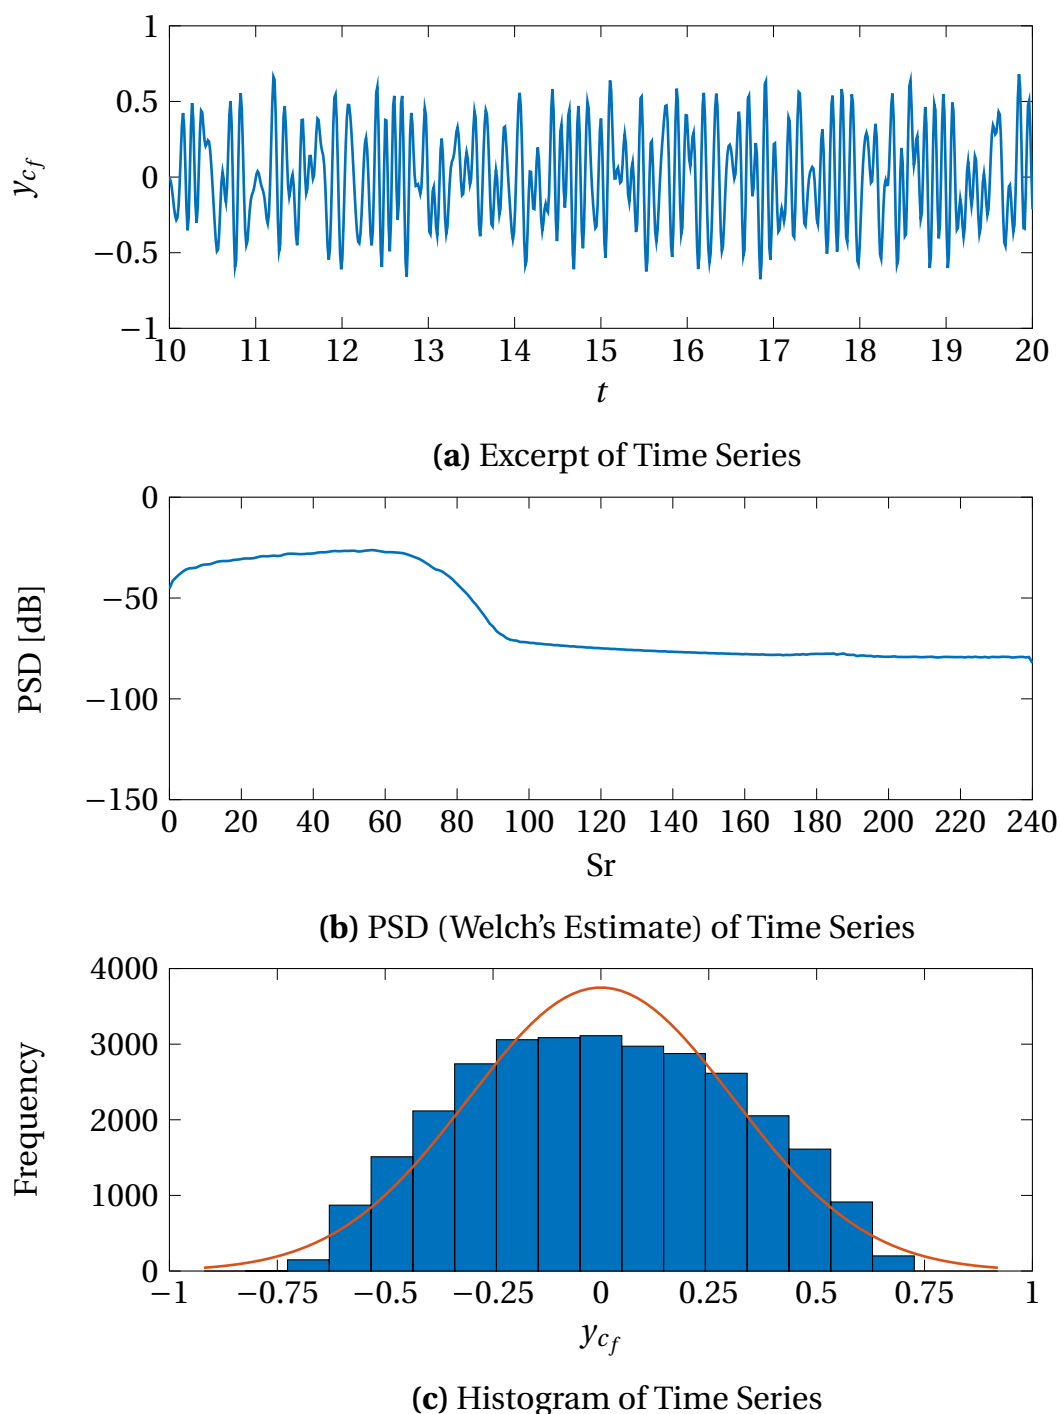 1
0.5
0
−0.5
−1
y_{c_f}
10 11 12 13 14 15 16 17 18 19 20
t
(a) Excerpt of Time Series
0
−50
−100
−150
PSD [dB]
0 20 40 60 80 100 120 140 160 180 200 220 240
Sr
(b) PSD (Welch's Estimate) of Time Series
4000
3000
2000
1000
0
Frequency
−1 −0.75 −0.5 −0.25 0 0.25 0.5 0.75 1
y_{c_f}
(c) Histogram of Time Series